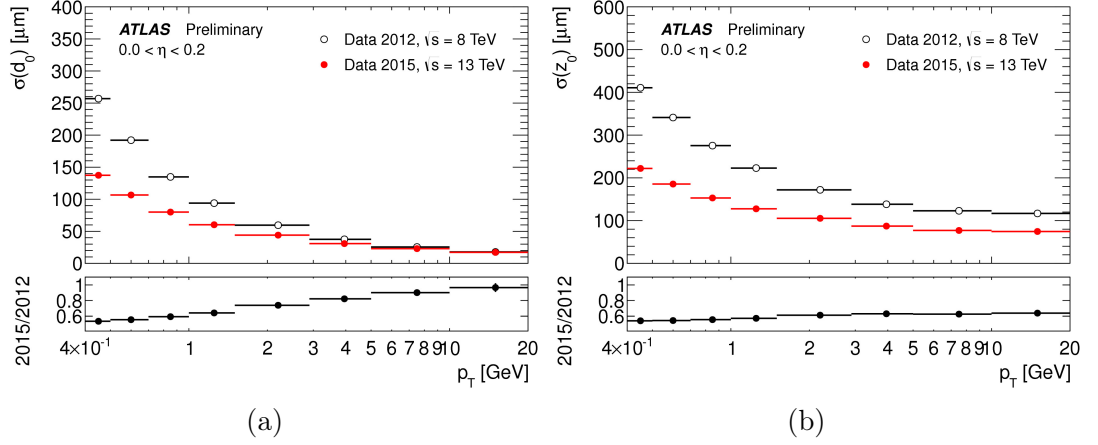 ATLAS Preliminary
0.0 < η < 0.2
Data 2012, √s = 8 TeV
Data 2015, √s = 13 TeV
σ(d₀) [μm]
400
350
300
250
200
150
100
50
0
2015/2012
1
0.8
0.6
4×10⁻¹ 1 2 3 4 5 6 7 8 9 10 20
p_T [GeV]
(a)
ATLAS Preliminary
0.0 < η < 0.2
Data 2012, √s = 8 TeV
Data 2015, √s = 13 TeV
σ(z₀) [μm]
600
500
400
300
200
100
0
2015/2012
1
0.8
0.6
4×10⁻¹ 1 2 3 4 5 6 7 8 9 10 20
p_T [GeV]
(b)